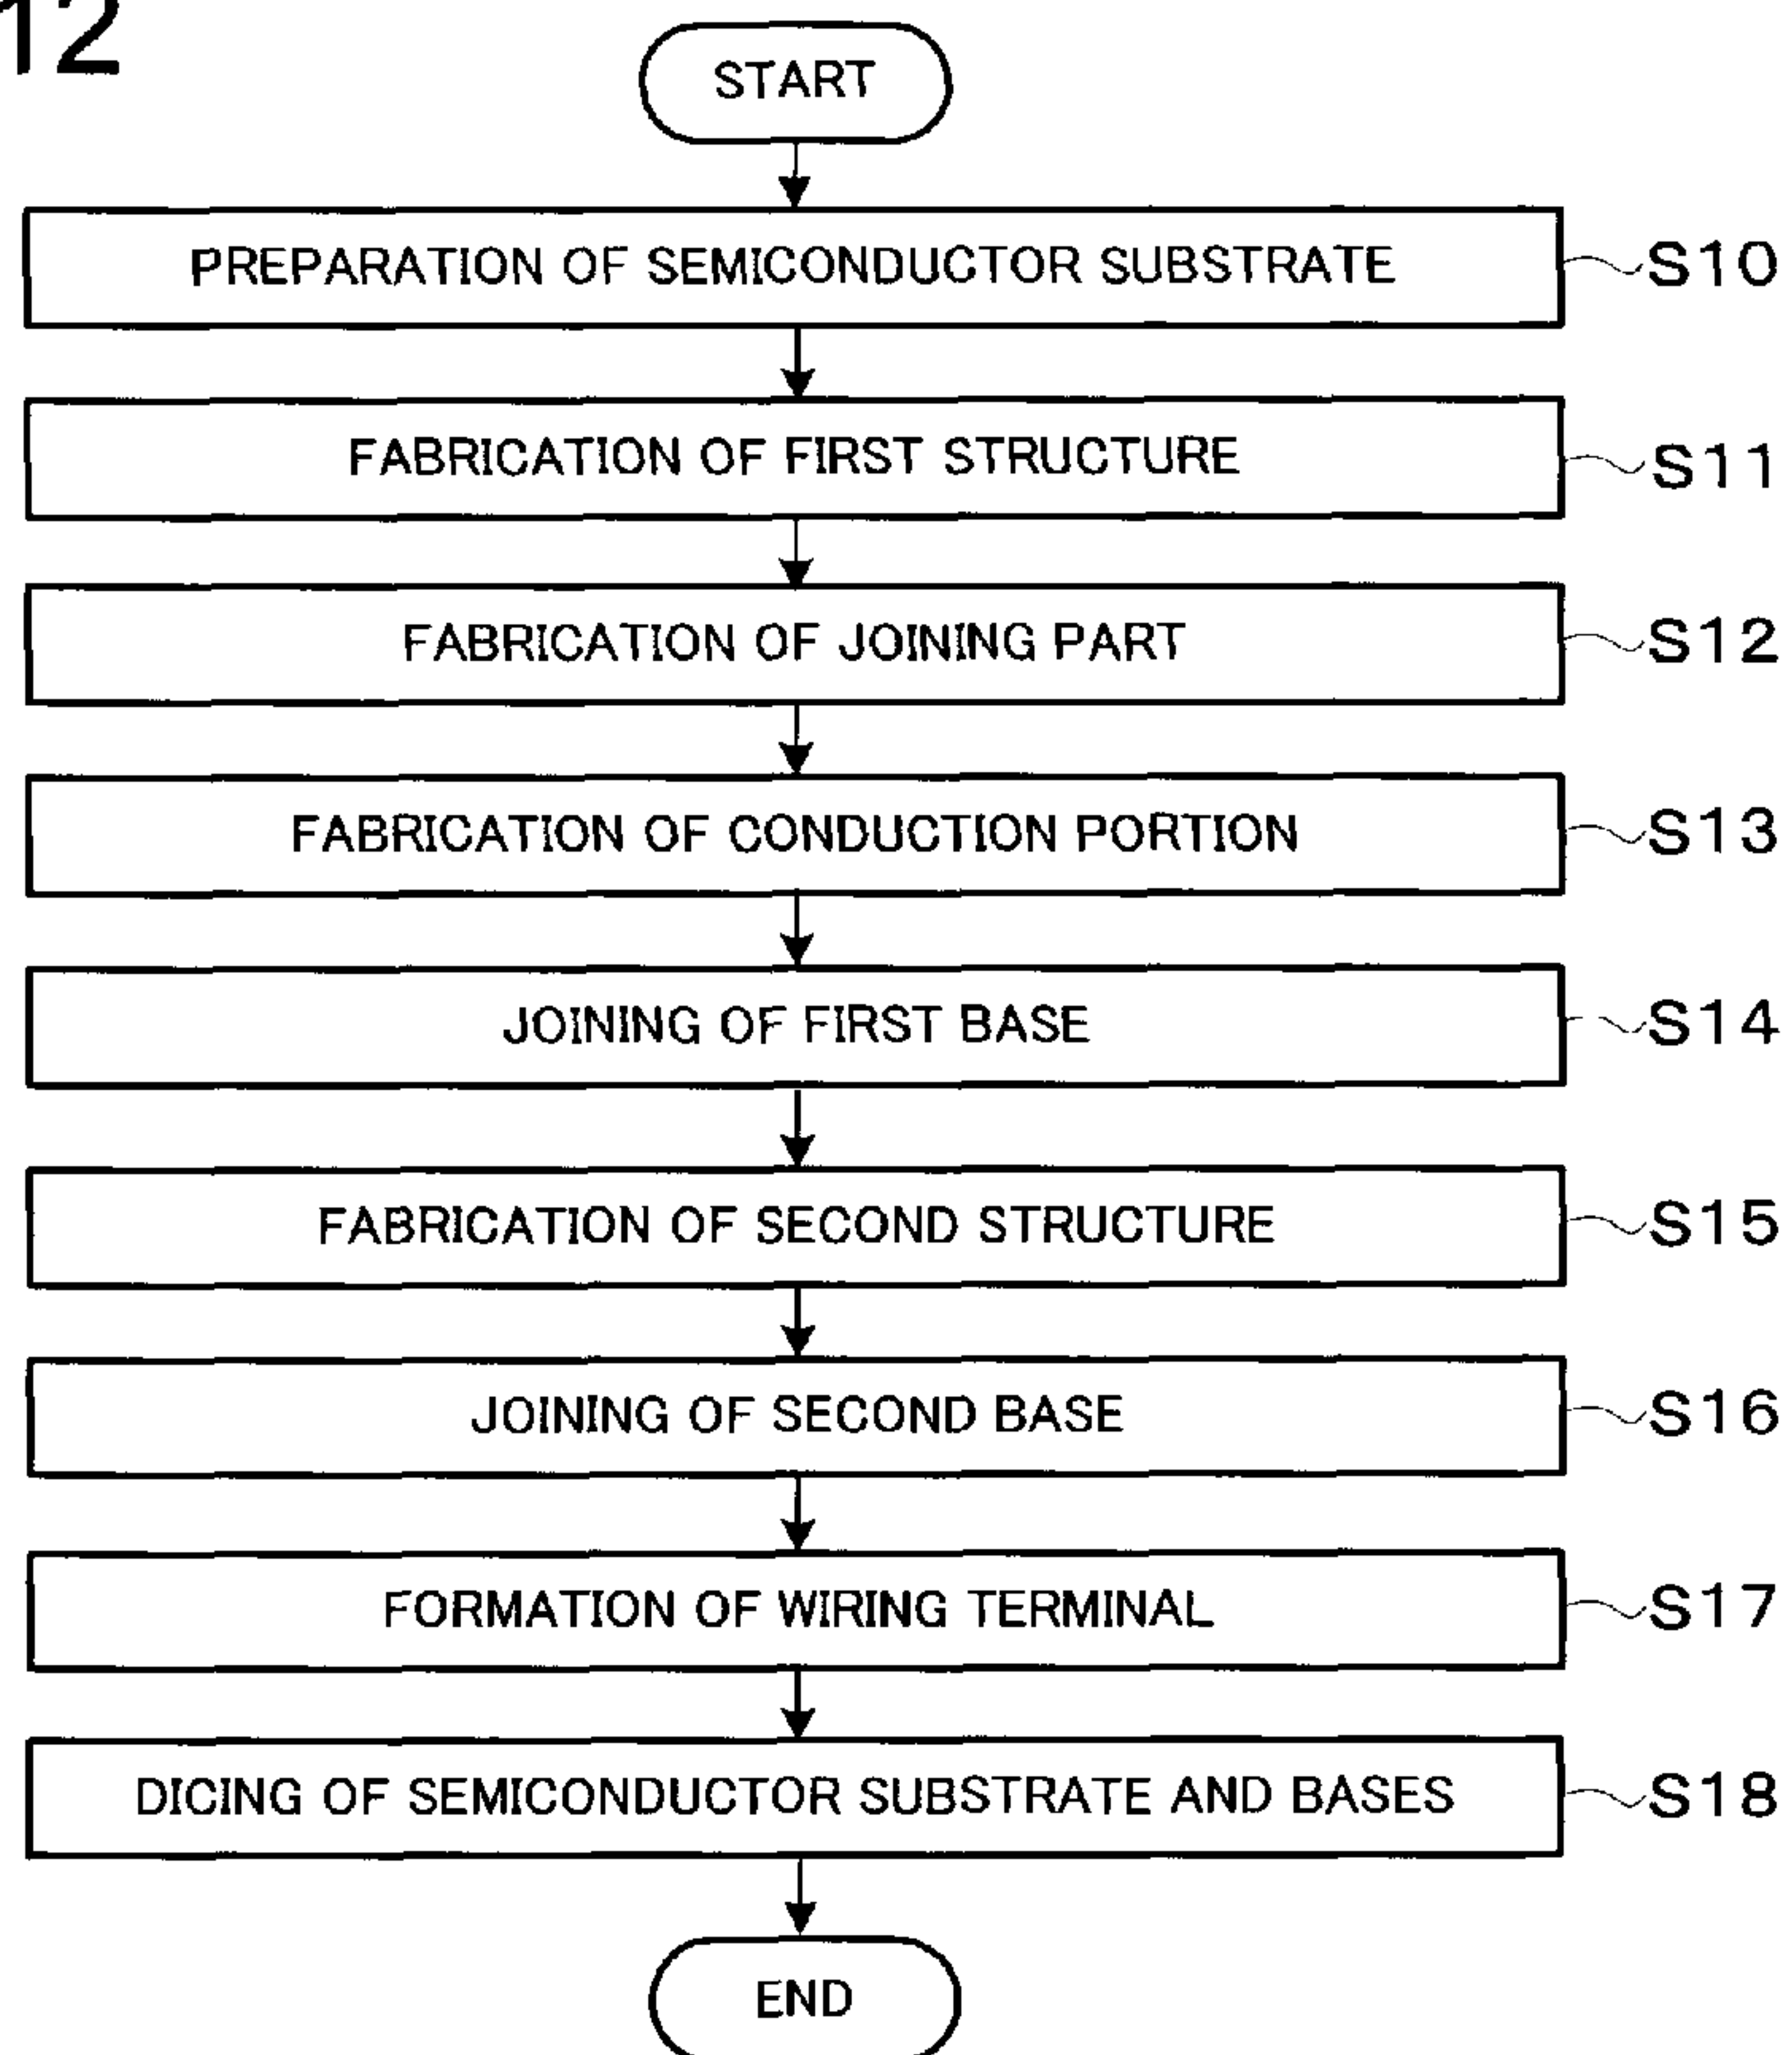 12
START
PREPARATION OF SEMICONDUCTOR SUBSTRATE
S10
FABRICATION OF FIRST STRUCTURE
S11
FABRICATION OF JOINING PART
S12
FABRICATION OF CONDUCTION PORTION
S13
JOINING OF FIRST BASE
S14
FABRICATION OF SECOND STRUCTURE
S15
JOINING OF SECOND BASE
S16
FORMATION OF WIRING TERMINAL
S17
DICING OF SEMICONDUCTOR SUBSTRATE AND BASES
S18
END